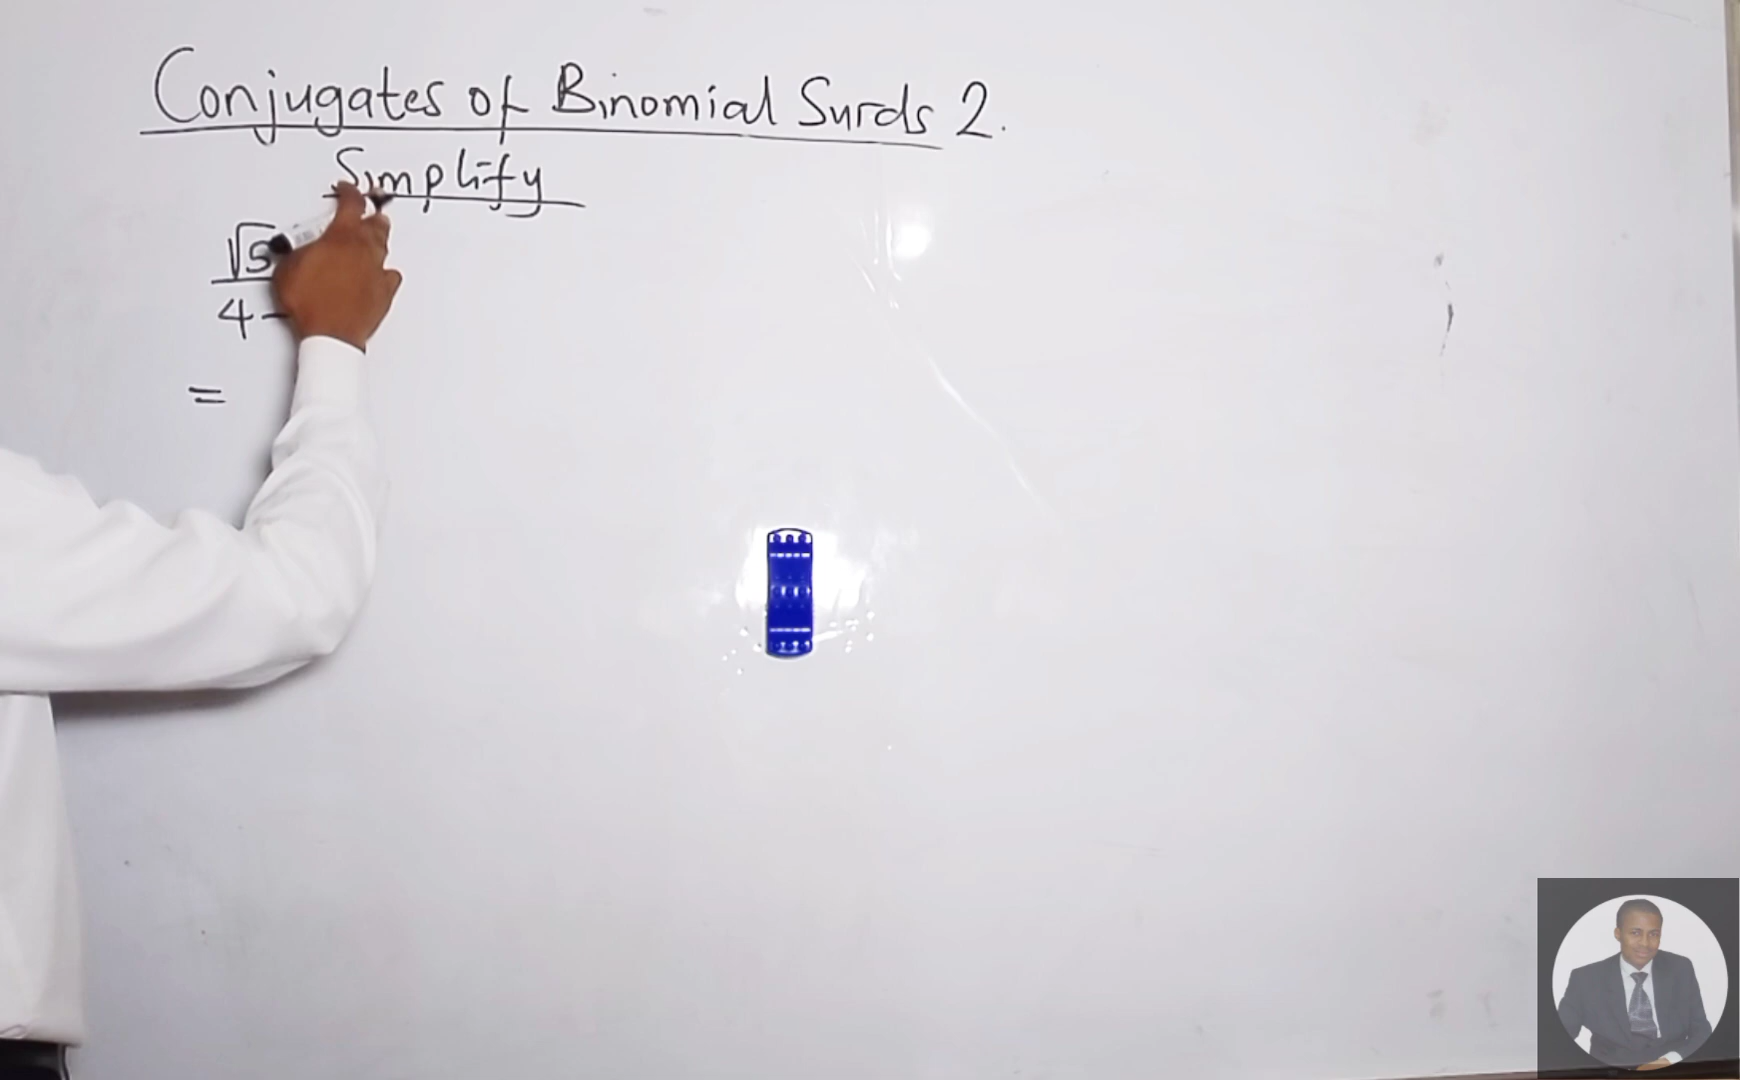 Conjugates of Binomial Surds 2.
Simplify
√5
4 -
=